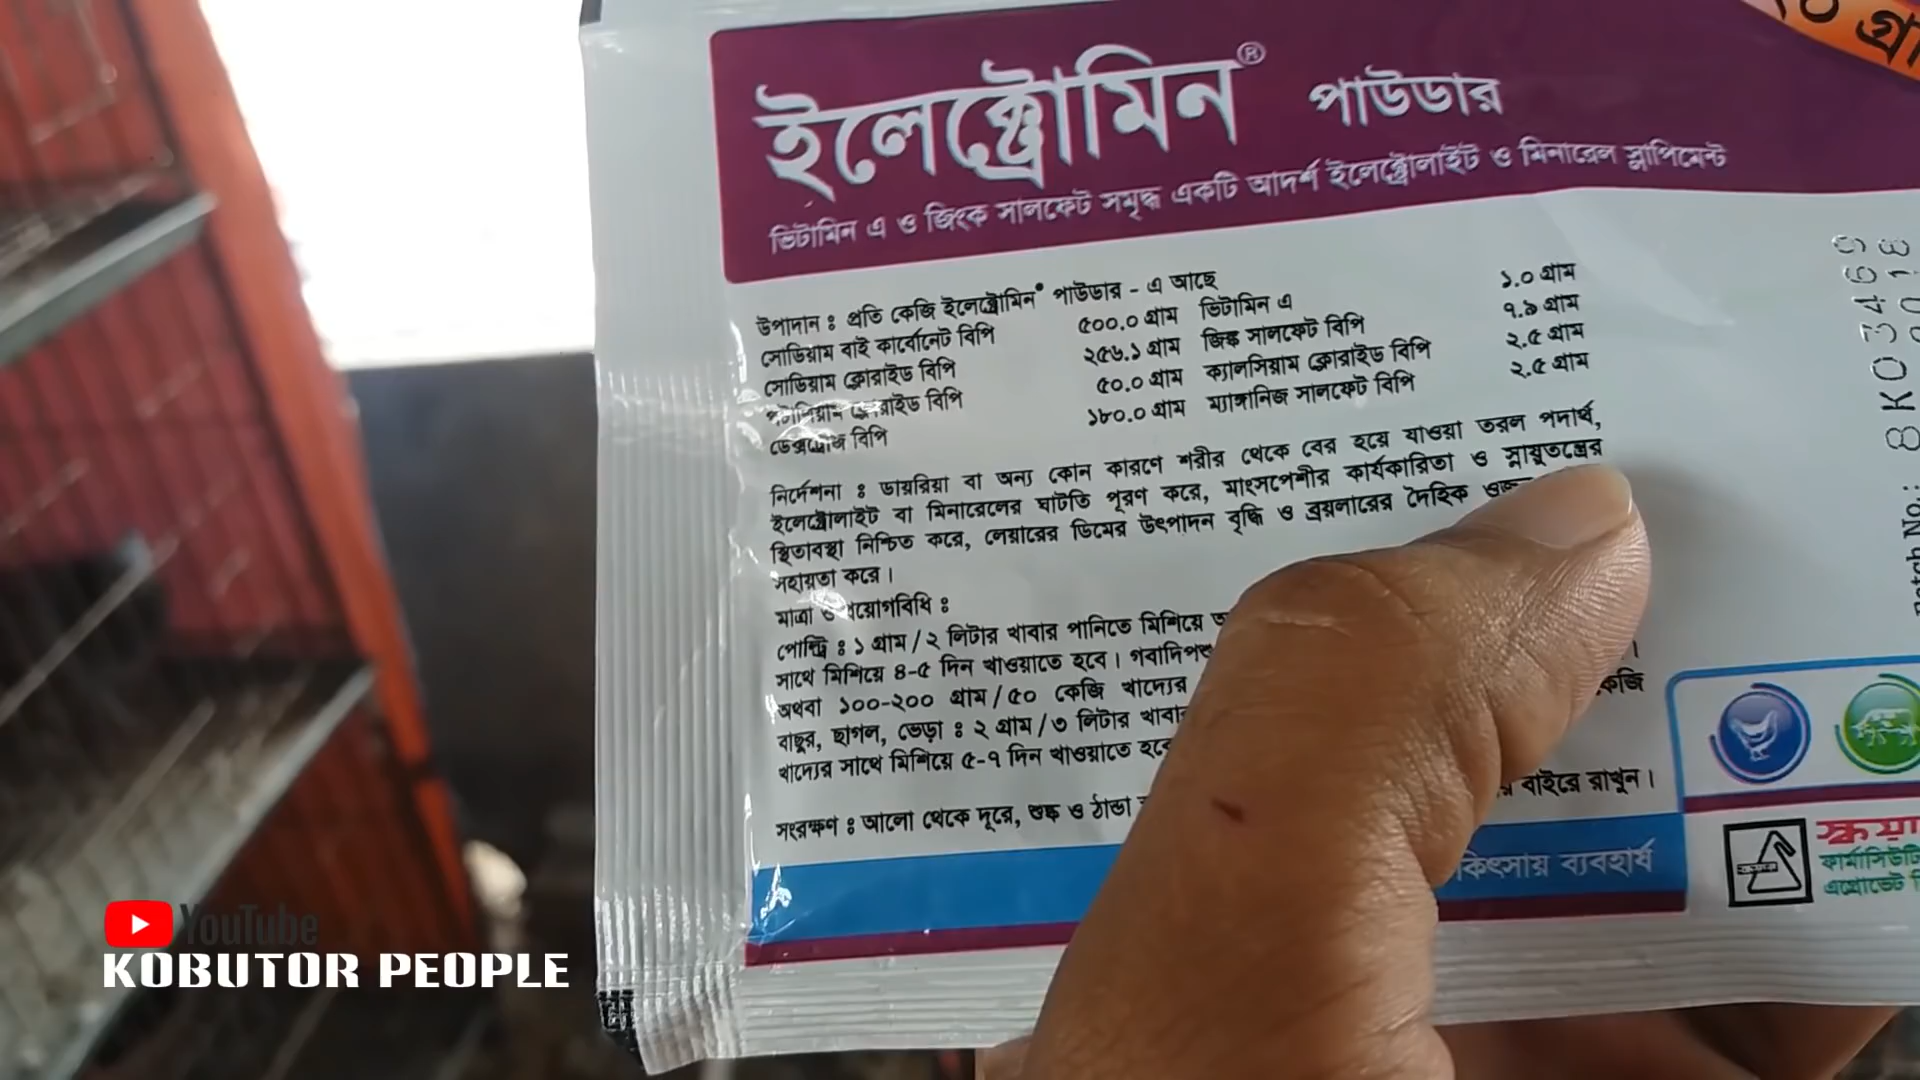 ইলেক্ট্রোমিন® পাউডার
ভিটামিন এ ও জিংক সালফেট সমৃদ্ধ একটি আদর্শ ইলেক্ট্রোলাইট ও মিনারেল সাপ্লিমেন্ট
উপাদান : প্রতি কেজি ইলেক্ট্রোমিন® পাউডার - এ আছে
সোডিয়াম বাই কার্বোনেট বিপি ৫০০.০ গ্রাম ভিটামিন এ ১.০ গ্রাম
সোডিয়াম ক্লোরাইড বিপি ২৫৬.১ গ্রাম জিঙ্ক সালফেট বিপি ৭.৯ গ্রাম
পটাসিয়াম ক্লোরাইড বিপি ৫০.০ গ্রাম ক্যালসিয়াম ক্লোরাইড বিপি ২.৫ গ্রাম
ডেক্সট্রোজ বিপি ১৮০.০ গ্রাম ম্যাঙ্গানিজ সালফেট বিপি ২.৫ গ্রাম
নির্দেশনা : ডায়রিয়া বা অন্য কোন কারণে শরীর থেকে বের হয়ে যাওয়া তরল পদার্থ,
ইলেক্ট্রোলাইট বা মিনারেলের ঘাটতি পূরণ করে, মাংসপেশীর কার্যকারিতা ও স্নায়ুতন্ত্রের
স্থিতাবস্থা নিশ্চিত করে, লেয়ারের ডিমের উৎপাদন বৃদ্ধি ও ব্রয়লারের দৈহিক
সহায়তা করে।
মাত্রা ও প্রয়োগবিধি :
পোল্ট্রি : ১ গ্রাম / ২ লিটার খাবার পানিতে মিশিয়ে
সাথে মিশিয়ে ৪-৫ দিন খাওয়াতে হবে। গবাদিপশু
অথবা ১০০-২০০ গ্রাম / ৫০ কেজি খাদ্যের কেজি
বাছুর, ছাগল, ভেড়া : ২ গ্রাম / ৩ লিটার খাবার
খাদ্যের সাথে মিশিয়ে ৫-৭ দিন খাওয়াতে হবে
সংরক্ষণ : আলো থেকে দূরে, শুষ্ক ও ঠান্ডা বাইরে রাখুন।
ব্যবহার্য
ফার্মাসিউটি
এগ্রোভেট
Batch No.: 8K03469
YouTube
KOBUTOR PEOPLE